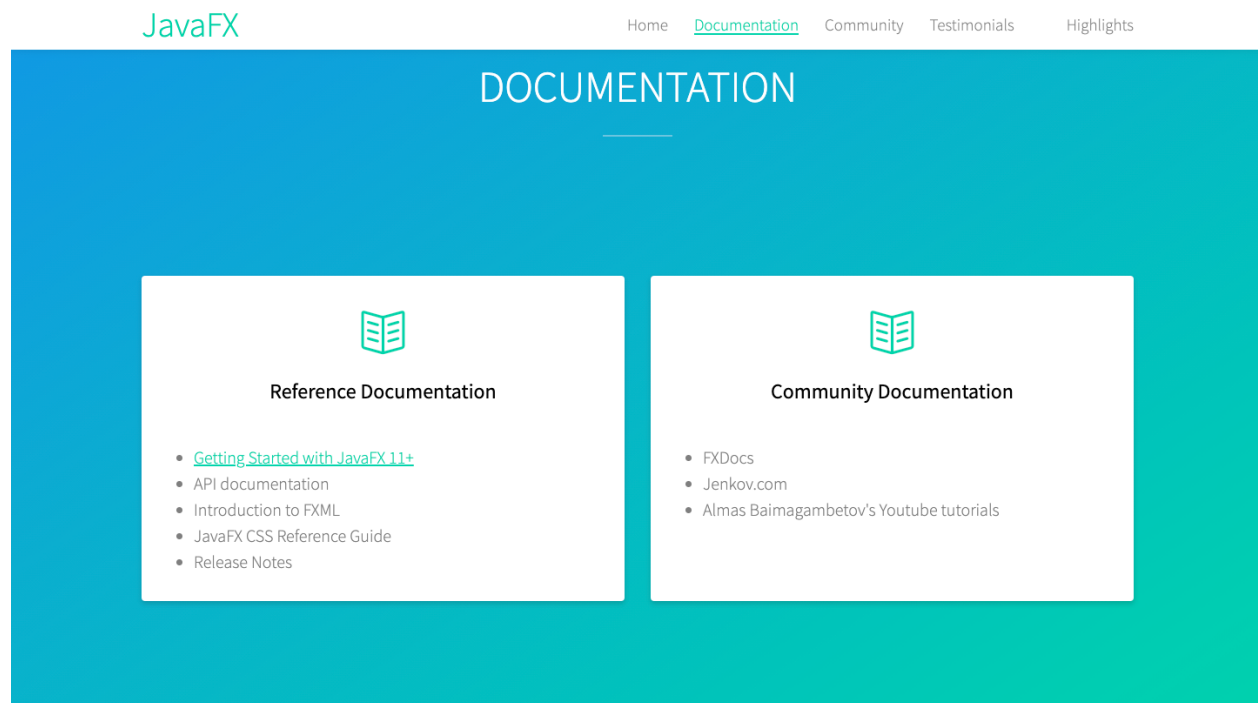 JavaFX
Home Documentation Community Testimonials Highlights
DOCUMENTATION
Reference Documentation
Getting Started with JavaFX 11+
API documentation
Introduction to FXML
JavaFX CSS Reference Guide
Release Notes
Community Documentation
FXDocs
Jenkov.com
Almas Baimagambetov's Youtube tutorials